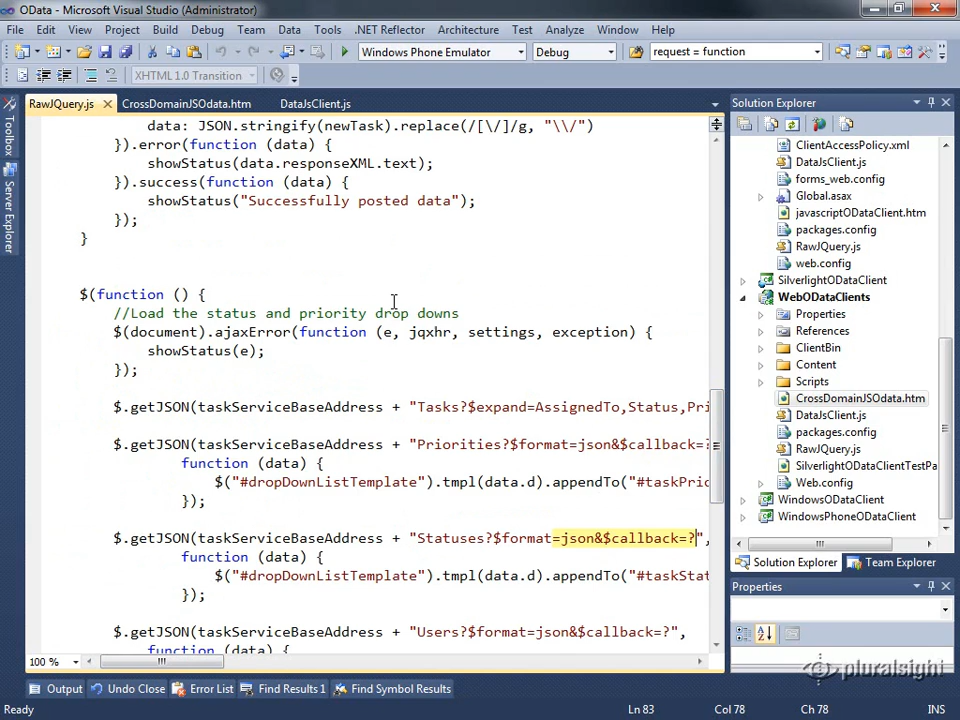 OData - Microsoft Visual Studio (Administrator)
File Edit View Project Build Debug Team Data Tools .NET Reflector Architecture Test Analyze Window Help
Windows Phone Emulator Debug request = function
XHTML 1.0 Transition
RawJQuery.js CrossDomainJSOdata.htm DataJsClient.js
Toolbox
Server Explorer
data: JSON.stringify(newTask).replace(/[\/]/g, "\\/")
}).error(function (data) {
showStatus(data.responseXML.text);
}).success(function (data) {
showStatus("Successfully posted data");
});
}
$(function () {
//Load the status and priority drop downs
$(document).ajaxError(function (e, jqxhr, settings, exception) {
showStatus(e);
});
$.getJSON(taskServiceBaseAddress + "Tasks?$expand=AssignedTo,Status,Pri
$.getJSON(taskServiceBaseAddress + "Priorities?$format=json&$callback=?
function (data) {
$("#dropDownListTemplate").tmpl(data.d).appendTo("#taskPrio
});
$.getJSON(taskServiceBaseAddress + "Statuses?$format=json&$callback=?",
function (data) {
$("#dropDownListTemplate").tmpl(data.d).appendTo("#taskStat
});
$.getJSON(taskServiceBaseAddress + "Users?$format=json&$callback=?",
function (data) {
100 %
Solution Explorer
ClientAccessPolicy.xml
DataJsClient.js
forms_web.config
Global.asax
javascriptODataClient.htm
packages.config
RawJQuery.js
web.config
SilverlightODataClient
WebODataClients
Properties
References
ClientBin
Content
Scripts
CrossDomainJSOdata.htm
DataJsClient.js
packages.config
RawJQuery.js
SilverlightODataClientTestPa
Web.config
WindowsODataClient
WindowsPhoneODataClient
Solution Explorer Team Explorer
Properties
pluralsight
Output Undo Close Error List Find Results 1 Find Symbol Results
Ready Ln 83 Col 78 Ch 78 INS